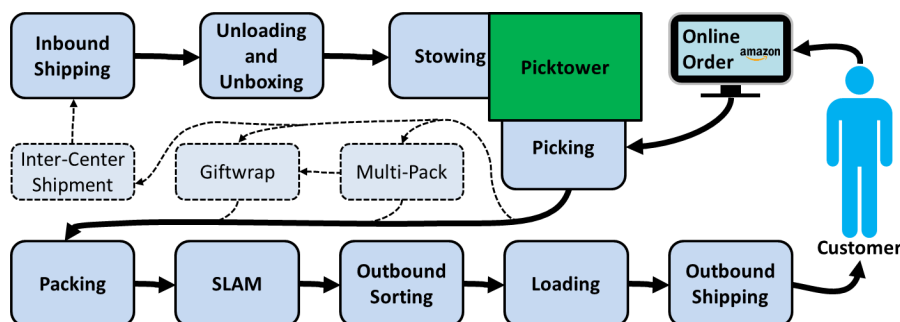 Inbound
Shipping
Unloading
and
Unboxing
Stowing
Picktower
Online
Order
amazon
Picking
Inter-Center
Shipment
Giftwrap
Multi-Pack
Customer
Packing
SLAM
Outbound
Sorting
Loading
Outbound
Shipping